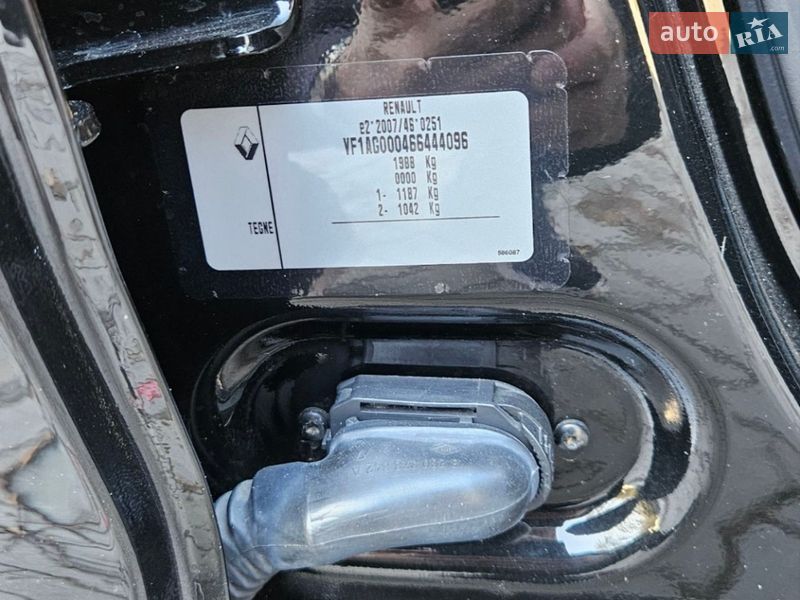 auto RIA .com
RENAULT
e2*2007/46*0251
VF1AG000466444096
1988 Kg
0000 Kg
1- 1187 Kg
2- 1042 Kg
TEGNE
586087